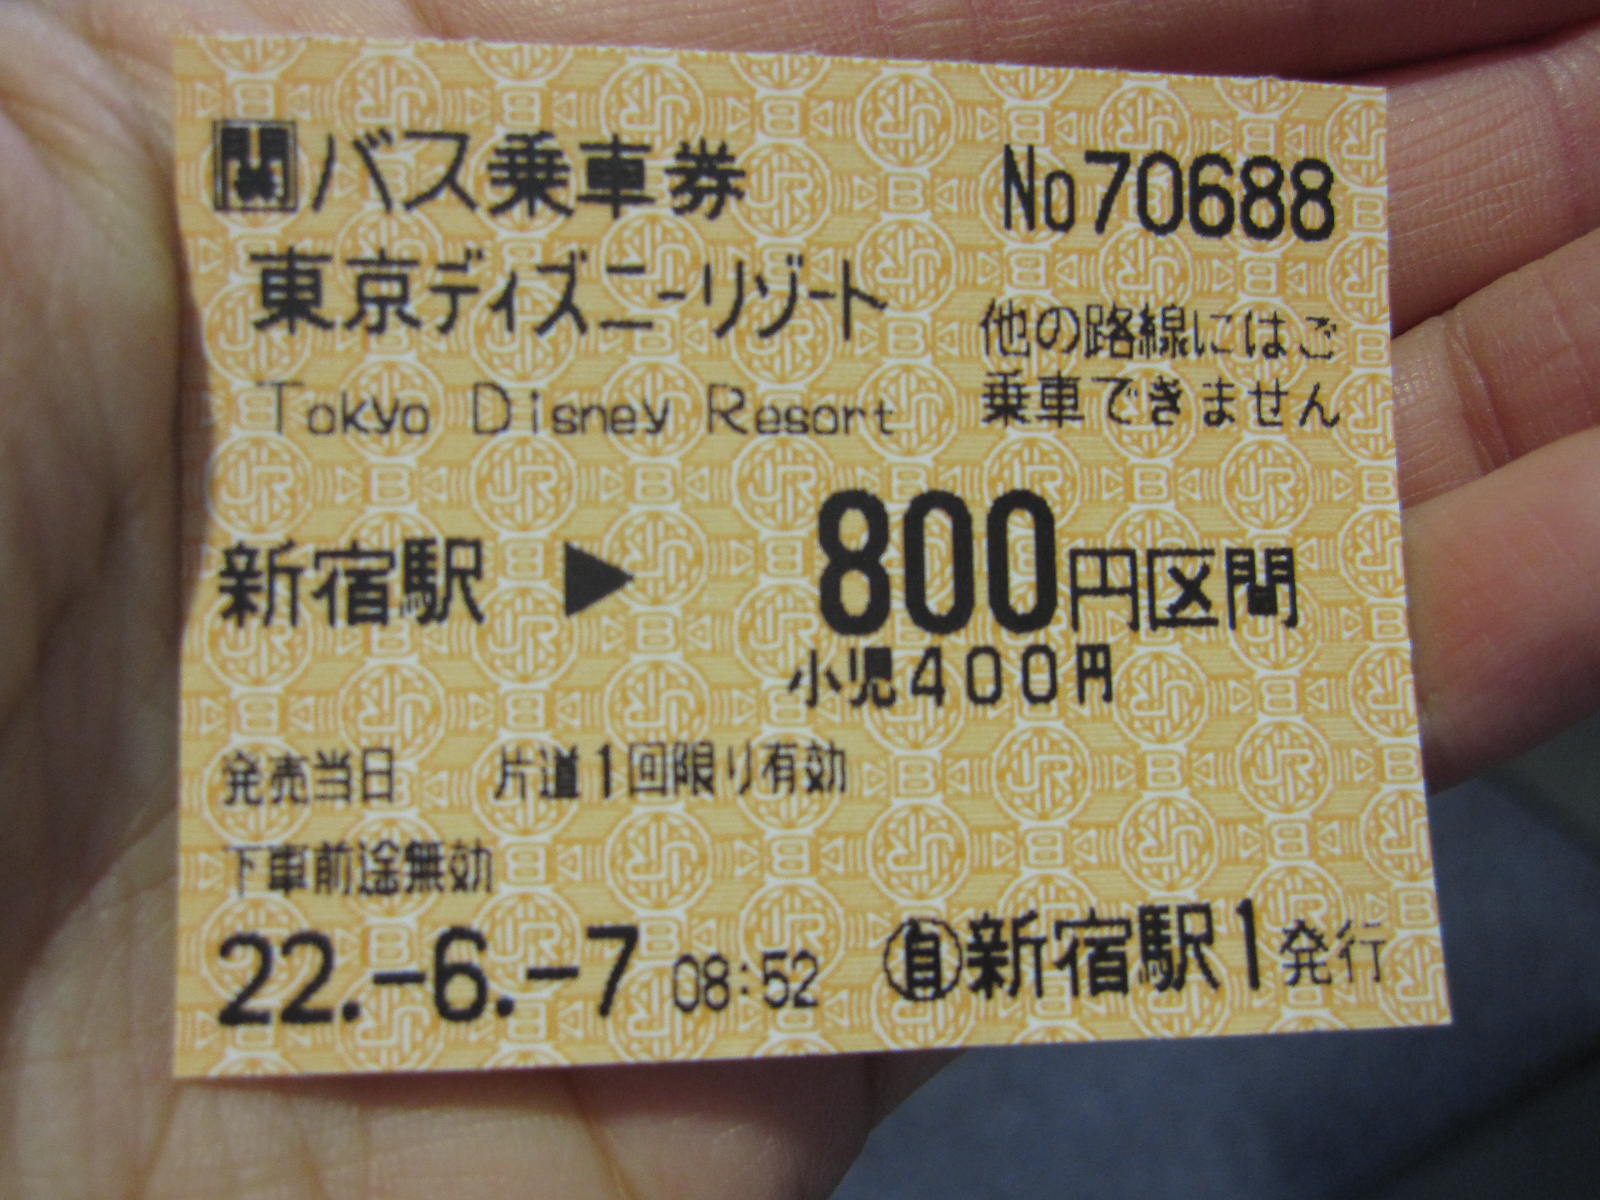 関バス乗車券 No70688
東京ディズニーリゾート
Tokyo Disney Resort
他の路線にはご
乗車できません
新宿駅 ▶ 800円区間
小児400円
発売当日 片道1回限り有効
下車前途無効
22.-6.-7 08:52 自新宿駅1発行